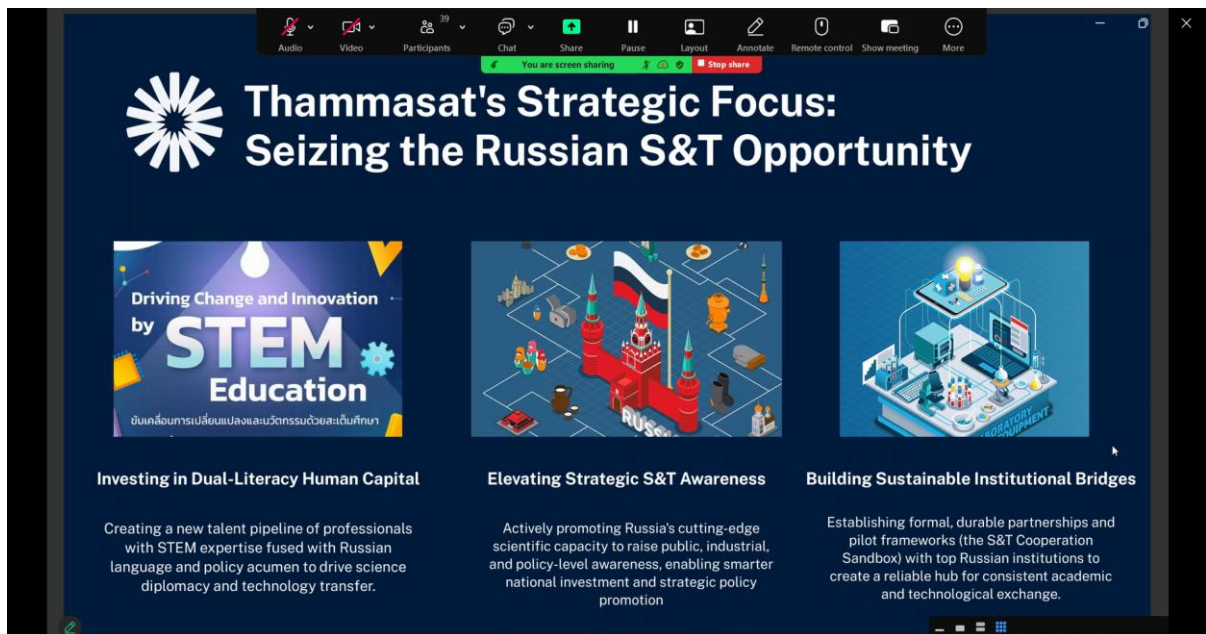 39
Audio
Video
Participants
Chat
Share
Pause
Layout
Annotate
Remote control
Show meeting
More
You are screen sharing
Stop share
Thammasat's Strategic Focus:
Seizing the Russian S&T Opportunity
Driving Change and Innovation
by
STEM
Education
ขับเคลื่อนการเปลี่ยนแปลงและนวัตกรรมด้วยสะเต็มศึกษา
RUSSIA
LABORATORY
EQUIPMENT
Investing in Dual-Literacy Human Capital
Creating a new talent pipeline of professionals
with STEM expertise fused with Russian
language and policy acumen to drive science
diplomacy and technology transfer.
Elevating Strategic S&T Awareness
Actively promoting Russia's cutting-edge
scientific capacity to raise public, industrial,
and policy-level awareness, enabling smarter
national investment and strategic policy
promotion
Building Sustainable Institutional Bridges
Establishing formal, durable partnerships and
pilot frameworks (the S&T Cooperation
Sandbox) with top Russian institutions to
create a reliable hub for consistent academic
and technological exchange.